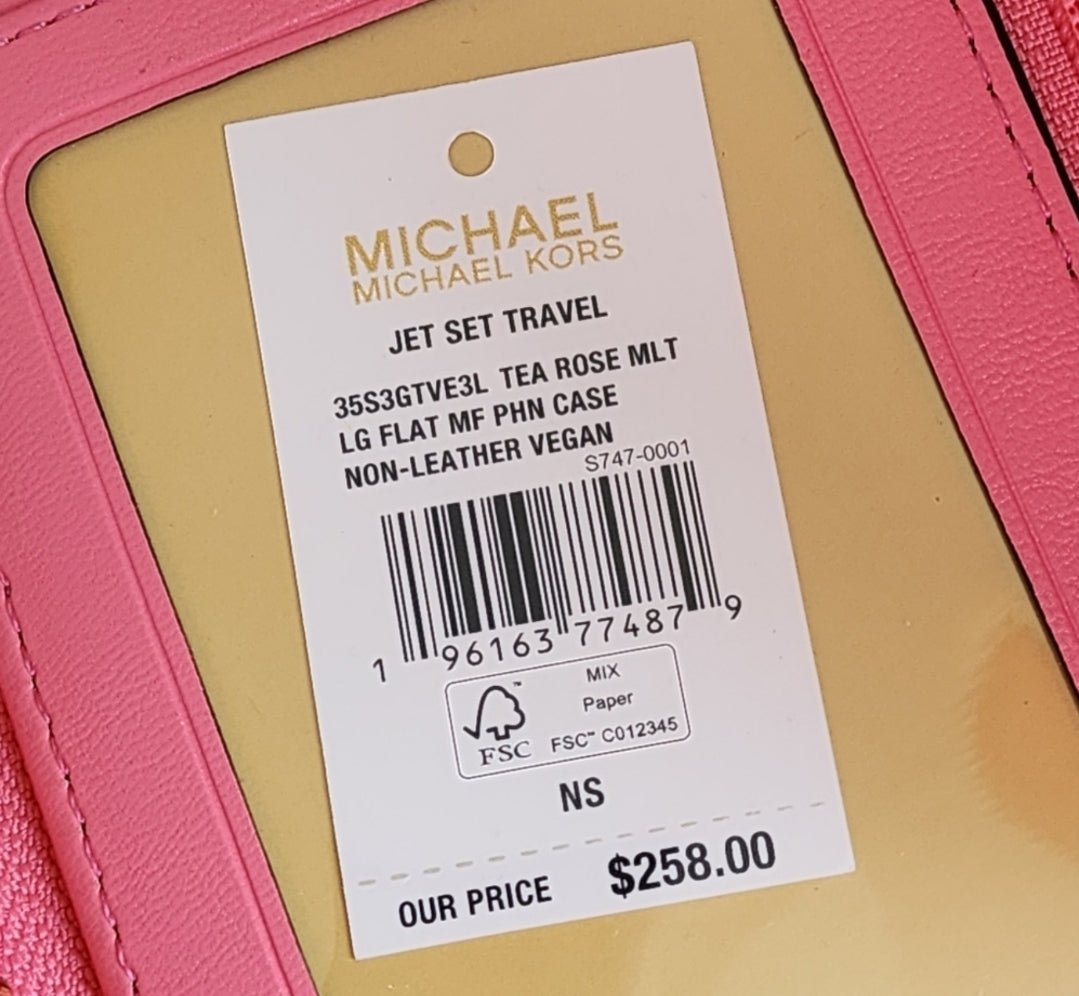 MICHAEL
MICHAEL KORS
JET SET TRAVEL
35S3GTVE3L TEA ROSE MLT
LG FLAT MF PHN CASE
NON-LEATHER VEGAN
S747-0001
1 96163 77487 9
MIX
Paper
FSC™ C012345
™
FSC
NS
OUR PRICE $258.00